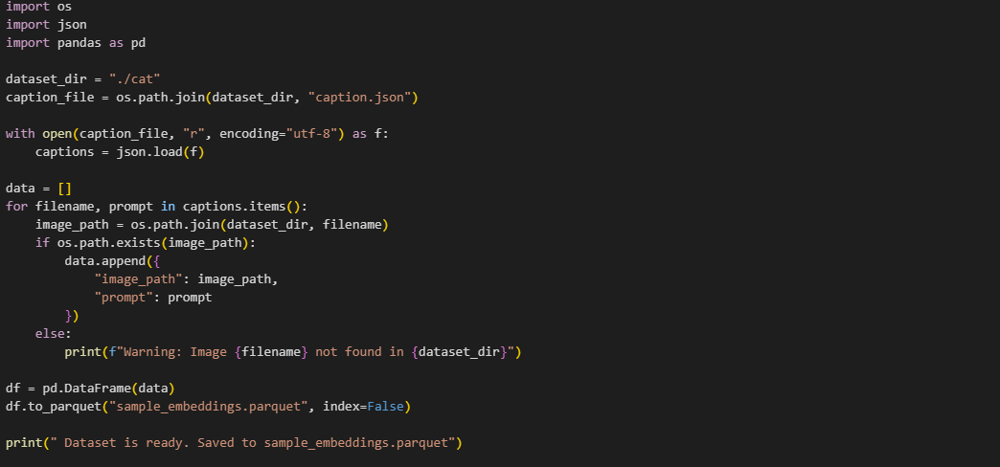 import os
import json
import pandas as pd
dataset_dir = "./cat"
caption_file = os.path.join(dataset_dir, "caption.json")
with open(caption_file, "r", encoding="utf-8") as f:
    captions = json.load(f)
data = []
for filename, prompt in captions.items():
    image_path = os.path.join(dataset_dir, filename)
    if os.path.exists(image_path):
        data.append({
            "image_path": image_path,
            "prompt": prompt
        })
    else:
        print(f"Warning: Image {filename} not found in {dataset_dir}")
df = pd.DataFrame(data)
df.to_parquet("sample_embeddings.parquet", index=False)
print(" Dataset is ready. Saved to sample_embeddings.parquet")